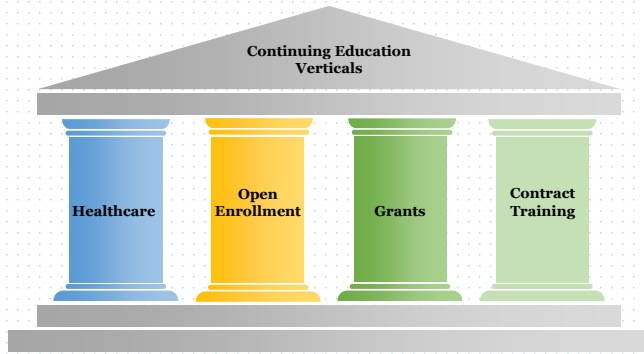 Continuing Education
Verticals
Healthcare
Open
Enrollment
Grants
Contract
Training